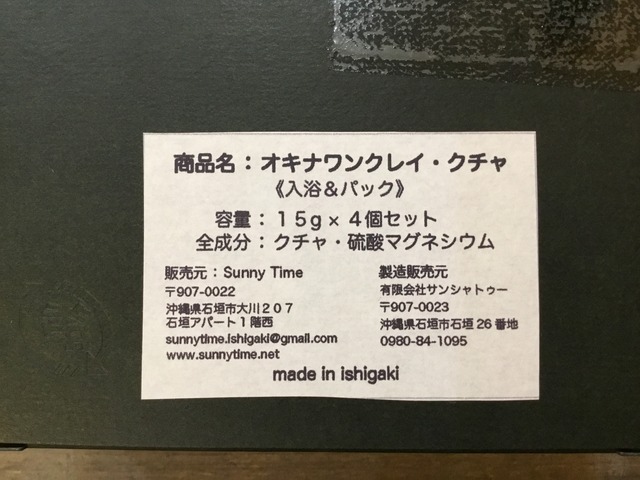 商品名：オキナワンクレイ・クチャ
《入浴＆パック》
容量：１５g×４個セット
全成分：クチャ・硫酸マグネシウム
販売元：Sunny Time
〒907-0022
沖縄県石垣市大川２０７
石垣アパート１階西
sunnytime.ishigaki@gmail.com
www.sunnytime.net
製造販売元
有限会社サンシャトゥー
〒907-0023
沖縄県石垣市石垣26番地
0980-84-1095
made in ishigaki